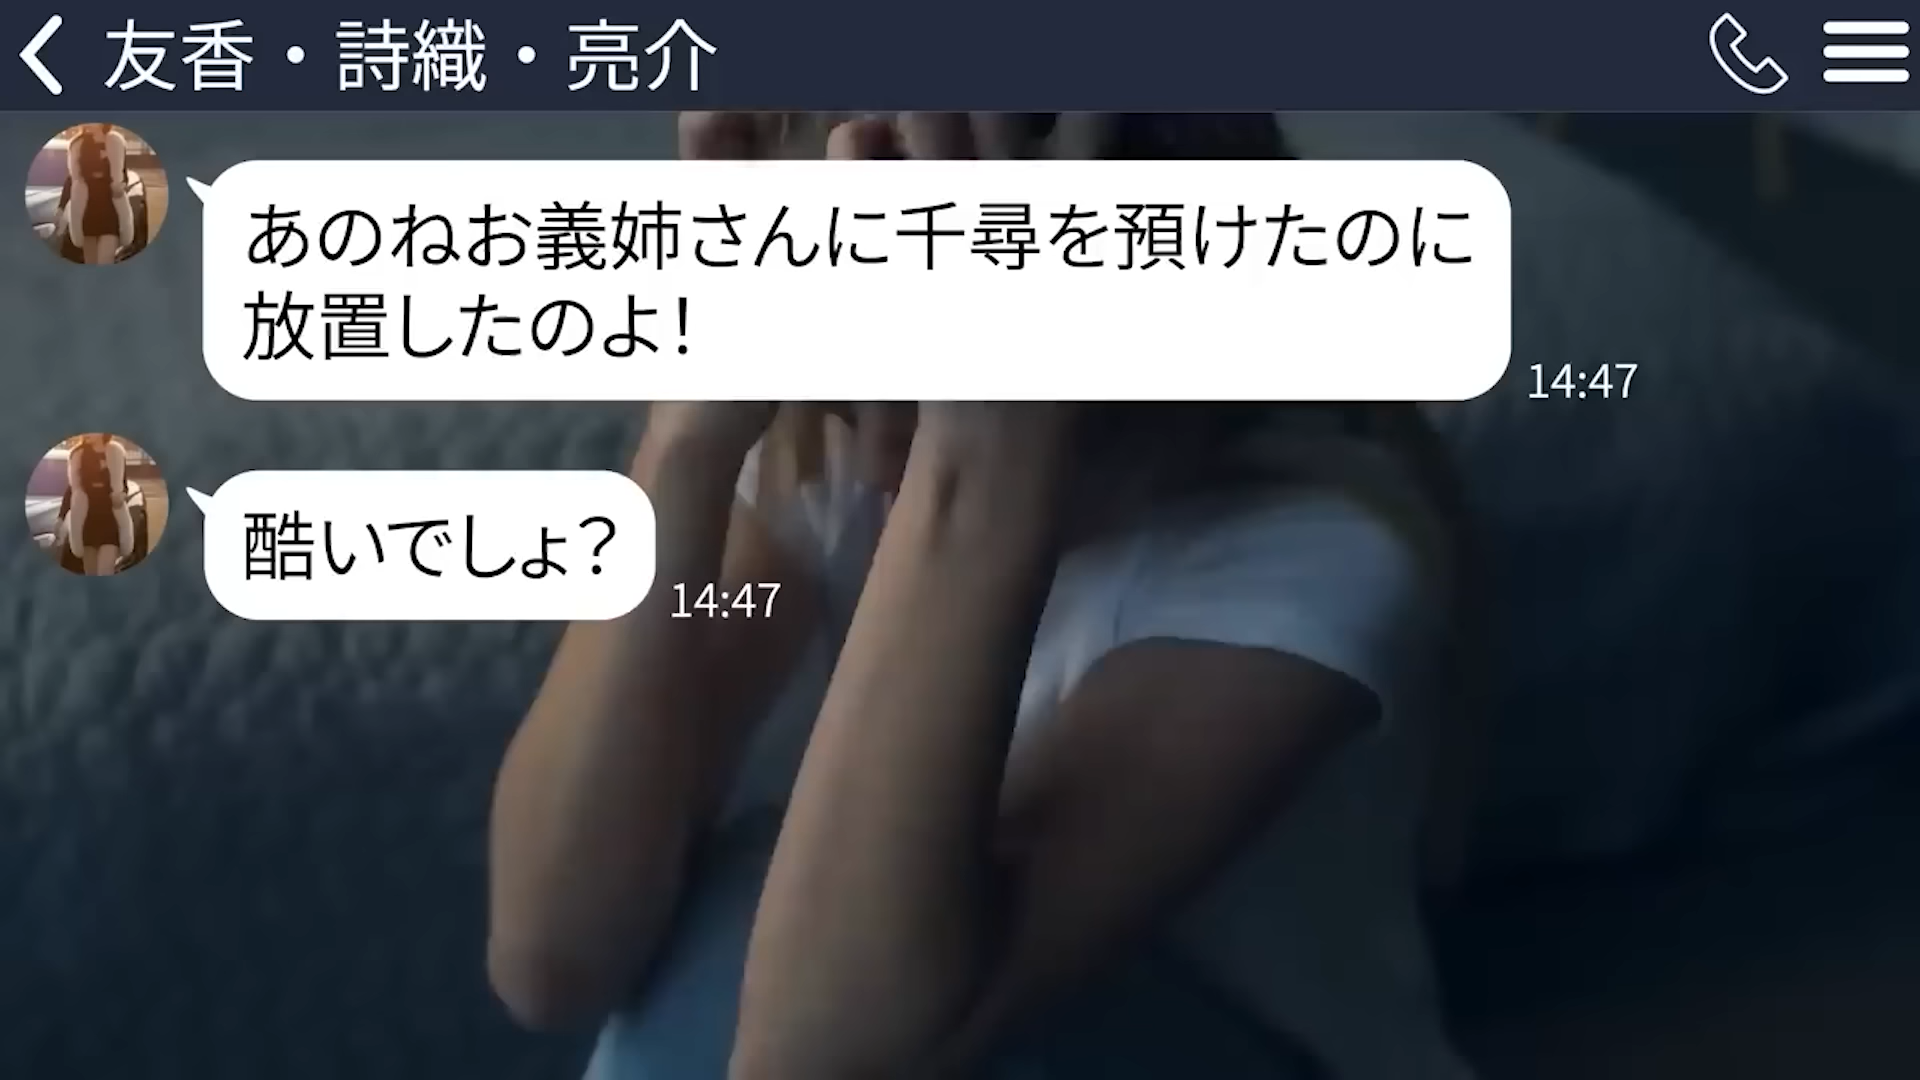 友香・詩織・亮介
あのねお義姉さんに千尋を預けたのに
放置したのよ！
14:47
酷いでしょ？
14:47